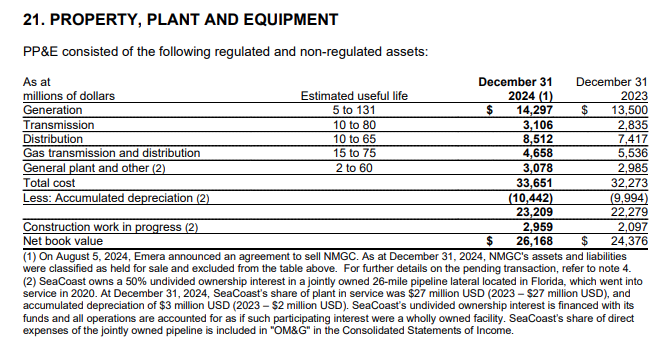 21. PROPERTY, PLANT AND EQUIPMENT
PP&E consisted of the following regulated and non-regulated assets:
As at December 31 December 31
millions of dollars Estimated useful life 2024 (1) 2023
Generation 5 to 131 $ 14,297 $ 13,500
Transmission 10 to 80 3,106 2,835
Distribution 10 to 65 8,512 7,417
Gas transmission and distribution 15 to 75 4,658 5,536
General plant and other (2) 2 to 60 3,078 2,985
Total cost 33,651 32,273
Less: Accumulated depreciation (2) (10,442) (9,994)
23,209 22,279
Construction work in progress (2) 2,959 2,097
Net book value $ 26,168 $ 24,376
(1) On August 5, 2024, Emera announced an agreement to sell NMGC. As at December 31, 2024, NMGC's assets and liabilities
were classified as held for sale and excluded from the table above. For further details on the pending transaction, refer to note 4.
(2) SeaCoast owns a 50% undivided ownership interest in a jointly owned 26-mile pipeline lateral located in Florida, which went into
service in 2020. At December 31, 2024, SeaCoast's share of plant in service was $27 million USD (2023 – $27 million USD), and
accumulated depreciation of $3 million USD (2023 – $2 million USD). SeaCoast's undivided ownership interest is financed with its
funds and all operations are accounted for as if such participating interest were a wholly owned facility. SeaCoast's share of direct
expenses of the jointly owned pipeline is included in "OM&G" in the Consolidated Statements of Income.